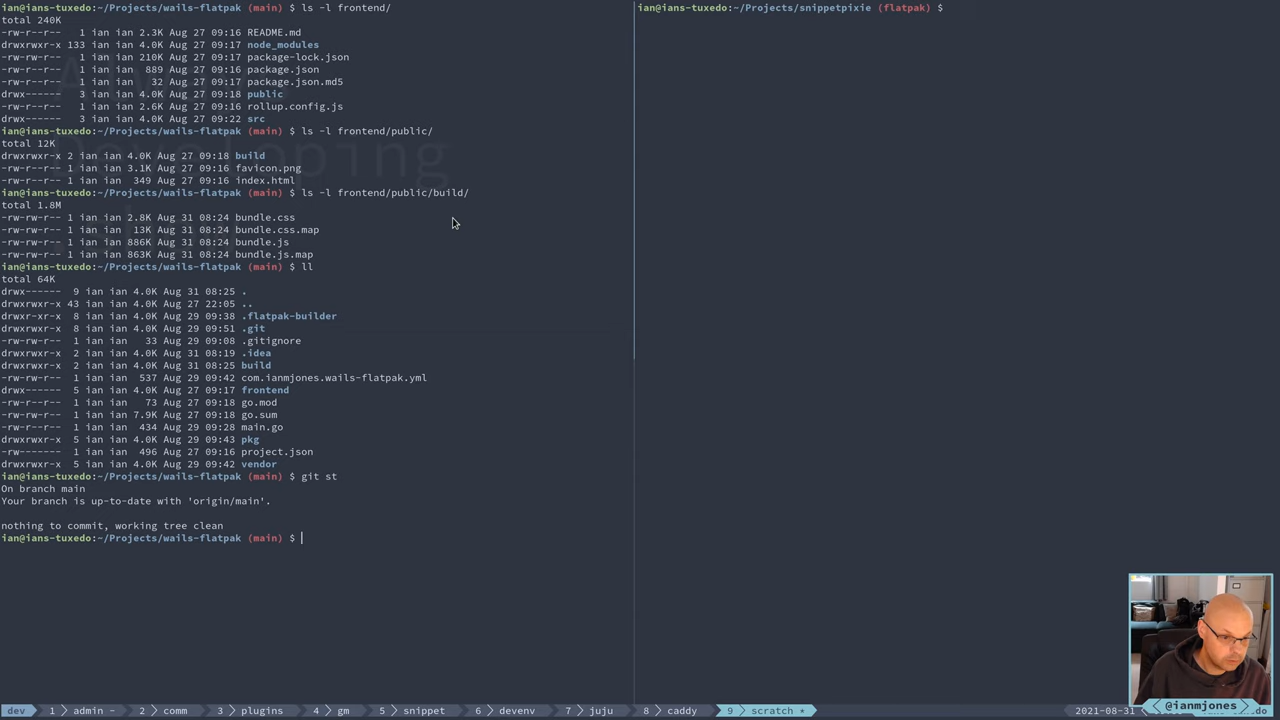 ian@ians-tuxedo:~/Projects/wails-flatpak (main) $ ls -l frontend/
total 240K
-rw-r--r-- 1 ian ian 2.3K Aug 27 09:16 README.md
drwxrwxr-x 133 ian ian 4.0K Aug 27 09:17 node_modules
-rw-rw-r-- 1 ian ian 210K Aug 27 09:17 package-lock.json
-rw-r--r-- 1 ian ian 889 Aug 27 09:16 package.json
-rw-rw-r-- 1 ian ian 32 Aug 27 09:17 package.json.md5
drwxr-xr-x 3 ian ian 4.0K Aug 27 09:18 public
-rw-r--r-- 1 ian ian 2.6K Aug 27 09:16 rollup.config.js
drwxr-xr-x 3 ian ian 4.0K Aug 27 09:22 src
ian@ians-tuxedo:~/Projects/wails-flatpak (main) $ ls -l frontend/public/
total 12K
drwxrwxr-x 2 ian ian 4.0K Aug 27 09:18 build
-rw-r--r-- 1 ian ian 3.1K Aug 27 09:16 favicon.png
-rw-r--r-- 1 ian ian 349 Aug 27 09:16 index.html
ian@ians-tuxedo:~/Projects/wails-flatpak (main) $ ls -l frontend/public/build/
total 1.8M
-rw-rw-r-- 1 ian ian 2.8K Aug 31 08:24 bundle.css
-rw-rw-r-- 1 ian ian 13K Aug 31 08:24 bundle.css.map
-rw-rw-r-- 1 ian ian 886K Aug 31 08:24 bundle.js
-rw-rw-r-- 1 ian ian 863K Aug 31 08:24 bundle.js.map
ian@ians-tuxedo:~/Projects/wails-flatpak (main) $ ll
total 64K
drwx------ 9 ian ian 4.0K Aug 31 08:25 .
drwxrwxr-x 43 ian ian 4.0K Aug 27 22:05 ..
drwxr-xr-x 8 ian ian 4.0K Aug 29 09:38 .flatpak-builder
drwxrwxr-x 8 ian ian 4.0K Aug 29 09:51 .git
-rw-rw-r-- 1 ian ian 33 Aug 29 09:08 .gitignore
drwxrwxr-x 2 ian ian 4.0K Aug 31 08:19 .idea
drwxrwxr-x 2 ian ian 4.0K Aug 31 08:25 build
-rw-rw-r-- 1 ian ian 537 Aug 29 09:42 com.ianmjones.wails-flatpak.yml
drwx------ 5 ian ian 4.0K Aug 27 09:17 frontend
-rw-rw-r-- 1 ian ian 73 Aug 27 09:18 go.mod
-rw-rw-r-- 1 ian ian 7.9K Aug 27 09:18 go.sum
-rw-rw-r-- 1 ian ian 434 Aug 29 09:28 main.go
drwxrwxr-x 5 ian ian 4.0K Aug 29 09:43 pkg
-rw------- 1 ian ian 496 Aug 27 09:16 project.json
drwxrwxr-x 5 ian ian 4.0K Aug 29 09:42 vendor
ian@ians-tuxedo:~/Projects/wails-flatpak (main) $ git st
On branch main
Your branch is up-to-date with 'origin/main'.
nothing to commit, working tree clean
ian@ians-tuxedo:~/Projects/wails-flatpak (main) $
ian@ians-tuxedo:~/Projects/snippetpixie (flatpak) $
Developing
@ianmjones
dev 1 admin - 2 comm 3 plugins 4 gm 5 snippet 6 devenv 7 juju 8 caddy 9 scratch * 2021-08-31